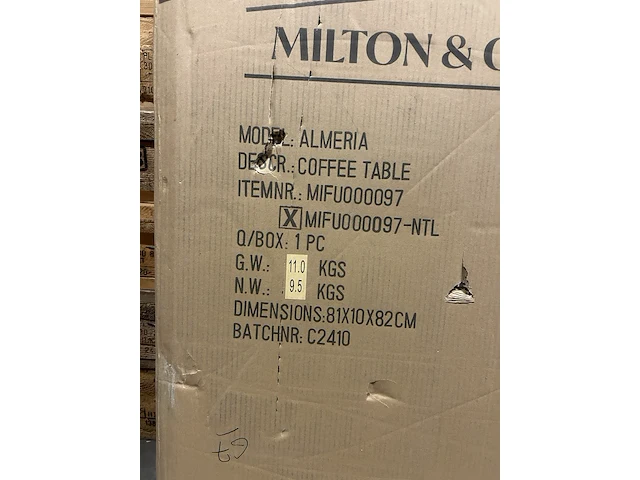 MILTON & C
MODEL: ALMERIA
DESCR.: COFFEE TABLE
ITEMNR.: MIFU000097
X MIFU000097-NTL
Q/BOX: 1 PC
G.W.: 11.0 KGS
N.W.: 9.5 KGS
DIMENSIONS:81X10X82CM
BATCHNR: C2410